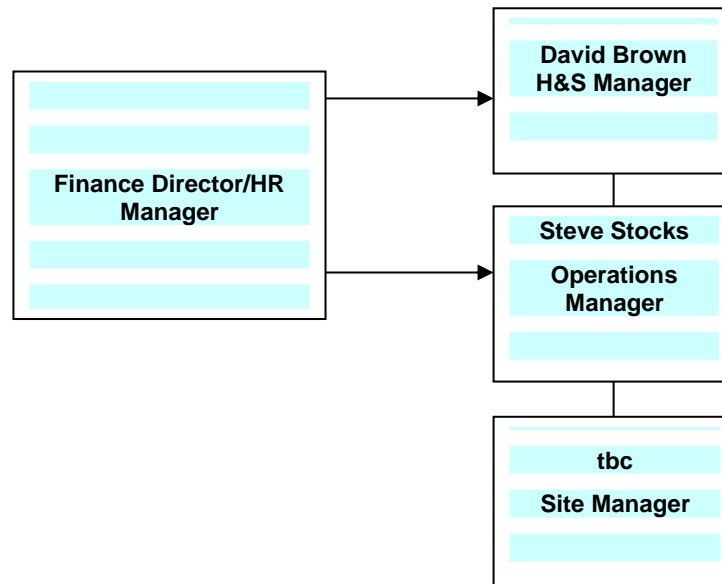 David Brown
H&S Manager
Finance Director/HR
Manager
Steve Stocks
Operations
Manager
tbc
Site Manager